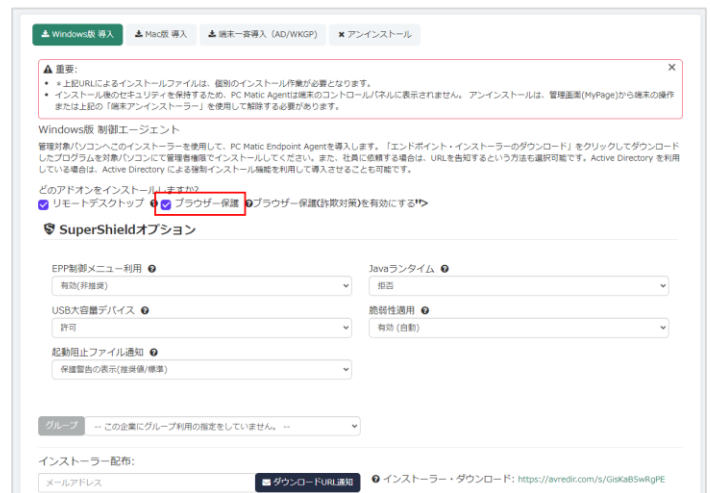 Windows版 導入 Mac版 導入 端末一斉導入 (AD/WKGP) アンインストール
重要: ×
• ※上記URLによるインストールファイルは、個別のインストール作業が必要となります。
• インストール後のセキュリティを保持するため、PC Matic Agentは端末のコントロールパネルに表示されません。 アンインストールは、管理画面(MyPage)から端末の操作
または上記の「端末アンインストーラー」を使用して解除する必要があります。
Windows版 制御エージェント
管理対象パソコンへこのインストーラーを使用して、PC Matic Endpoint Agentを導入します。「エンドポイント・インストーラーのダウンロード」をクリックしてダウンロード
したプログラムを対象パソコンにて管理者権限でインストールしてください。また、社員に依頼する場合は、URLを告知するという方法も選択可能です。Active Directory を利用
している場合は、Active Directory による強制インストール機能を利用して導入させることも可能です。
どのアドオンをインストールしますか?
リモートデスクトップ ブラウザー保護 ブラウザー保護(詐欺対策)を有効にする">
SuperShieldオプション
EPP制御メニュー利用 Javaランタイム
有効(非推奨) 拒否
USB大容量デバイス 脆弱性適用
許可 有効 (自動)
起動阻止ファイル通知
保護警告の表示(推奨値/標準)
グループ -- この企業にグループ利用の指定をしていません。 --
インストーラー配布:
メールアドレス ダウンロードURL通知 インストーラー・ダウンロード: https://avredir.com/s/GisKaBSwRgPE